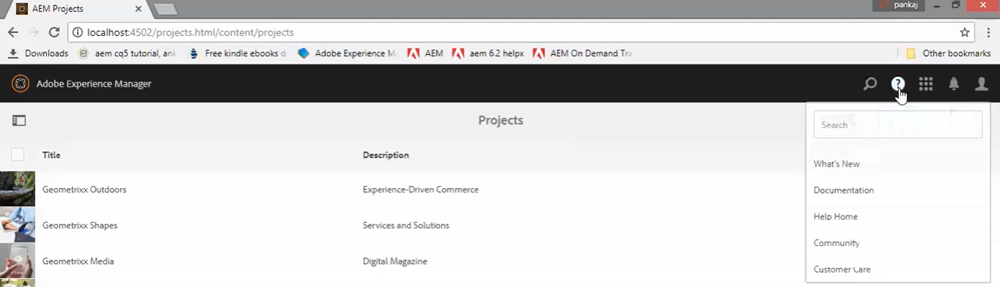 AEM Projects
pankaj
localhost:4502/projects.html/content/projects
Downloads aem cq5 tutorial, ank Free kindle ebooks d Adobe Experience M AEM aem 6.2 helpx AEM On Demand Tra Other bookmarks
Adobe Experience Manager
?
Projects
Search
Title Description
What's New
Geometrixx Outdoors Experience-Driven Commerce
Documentation
Help Home
Geometrixx Shapes Services and Solutions
Community
Geometrixx Media Digital Magazine
Customer Care